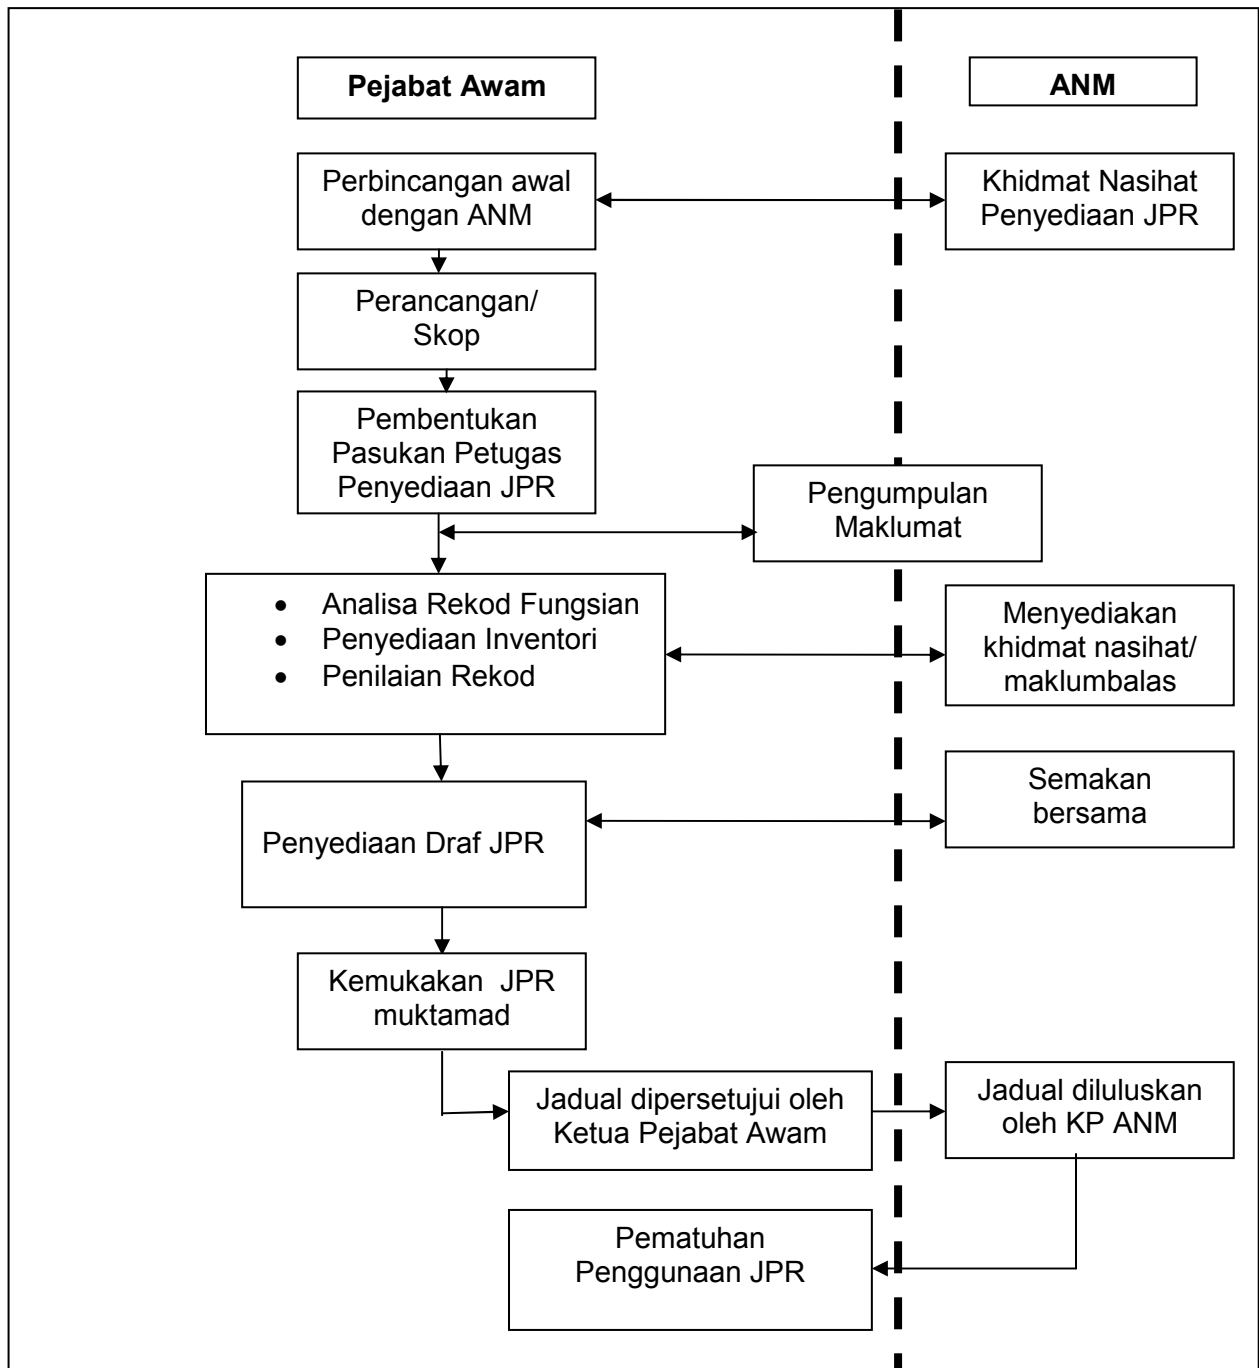 Pejabat Awam
ANM
Perbincangan awal
dengan ANM
Khidmat Nasihat
Penyediaan JPR
Perancangan/
Skop
Pembentukan
Pasukan Petugas
Penyediaan JPR
Pengumpulan
Maklumat
• Analisa Rekod Fungsian
• Penyediaan Inventori
• Penilaian Rekod
Menyediakan
khidmat nasihat/
maklumbalas
Penyediaan Draf JPR
Semakan
bersama
Kemukakan JPR
muktamad
Jadual dipersetujui oleh
Ketua Pejabat Awam
Jadual diluluskan
oleh KP ANM
Pematuhan
Penggunaan JPR